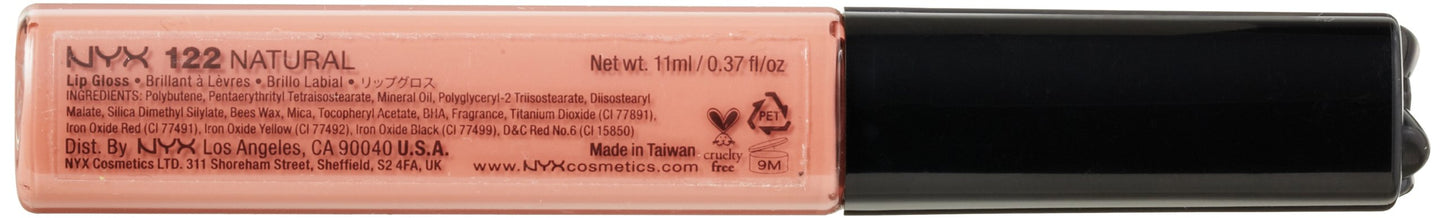 NYX 122 NATURAL
Net wt. 11ml / 0.37 fl/oz
Lip Gloss • Brillant à Lèvres • Brillo Labial • リップグロス
INGREDIENTS: Polybutene, Pentaerythrityl Tetraisostearate, Mineral Oil, Polyglyceryl-2 Triisostearate, Diisostearyl
Malate, Silica Dimethyl Silylate, Bees Wax, Mica, Tocopheryl Acetate, BHA, Fragrance, Titanium Dioxide (CI 77891),
Iron Oxide Red (CI 77491), Iron Oxide Yellow (CI 77492), Iron Oxide Black (CI 77499), D&C Red No.6 (CI 15850)
Dist. By NYX Los Angeles, CA 90040 U.S.A.
NYX Cosmetics LTD. 311 Shoreham Street, Sheffield, S2 4FA, UK
Made in Taiwan
www.NYXcosmetics.com
cruelty
free
PET
9M